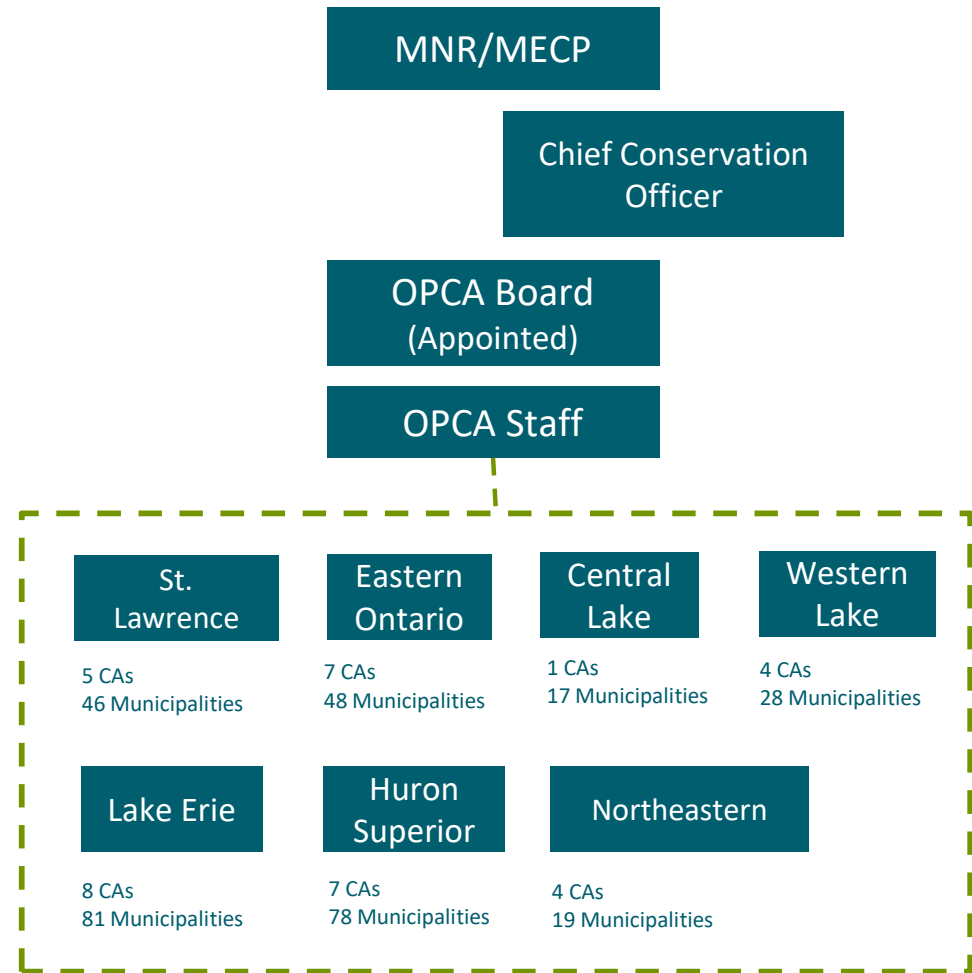 MNR/MECP
Chief Conservation
Officer
OPCA Board
(Appointed)
OPCA Staff
St.
Lawrence
5 CAs
46 Municipalities
Eastern
Ontario
7 CAs
48 Municipalities
Central
Lake
1 CAs
17 Municipalities
Western
Lake
4 CAs
28 Municipalities
Lake Erie
8 CAs
81 Municipalities
Huron
Superior
7 CAs
78 Municipalities
Northeastern
4 CAs
19 Municipalities